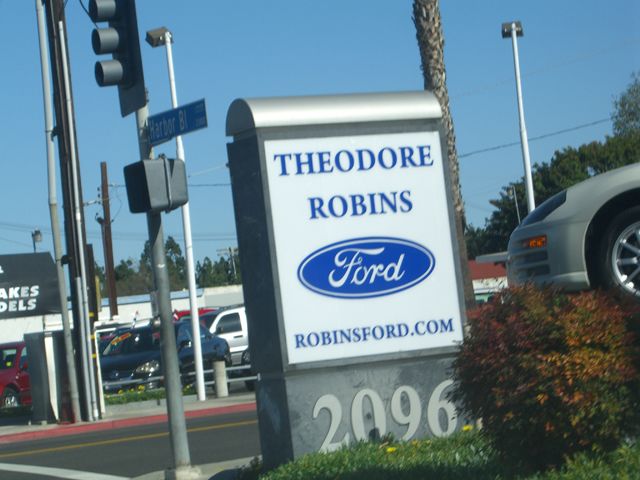 Harbor Bl
THEODORE
ROBINS
Ford
ROBINSFORD.COM
2096
AKES
DELS